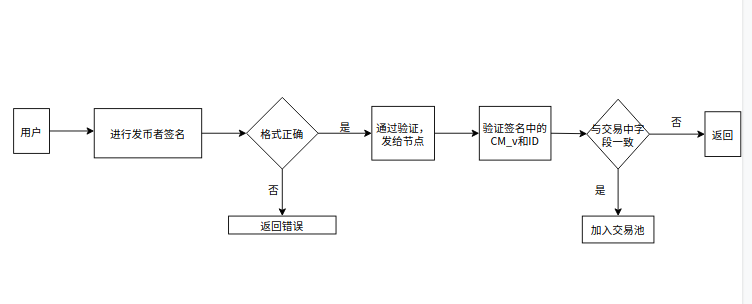 用户
进行发币者签名
格式正确
是
否
返回错误
通过验证，
发给节点
验证签名中的
CM_v和ID
与交易中字
段一致
否
返回
是
加入交易池